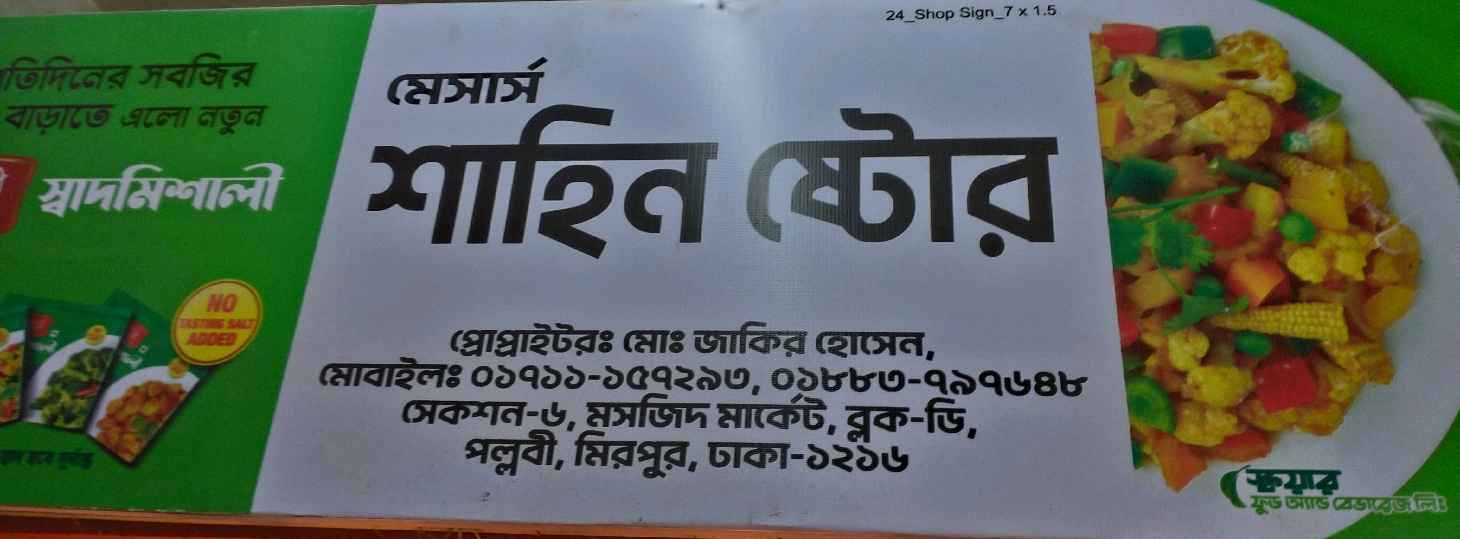 24_Shop Sign_7 x 1.5
সবজির
বাড়াতে এলো নতুন
স্বাদমিশালী
NO
TASTING SALT
ADDED
মেসার্স
শাহিন ষ্টোর
প্রোপ্রাইটরঃ মোঃ জাকির হোসেন,
মোবাইলঃ ০১৭১১-১৫৭২৯৩, ০১৮৮৩-৭৯৭৬৪৮
সেকশন-৬, মসজিদ মার্কেট, ব্লক-ডি,
পল্লবী, মিরপুর, ঢাকা-১২১৬
স্কয়ার
ফুড অ্যান্ড বেভারেজ লিঃ